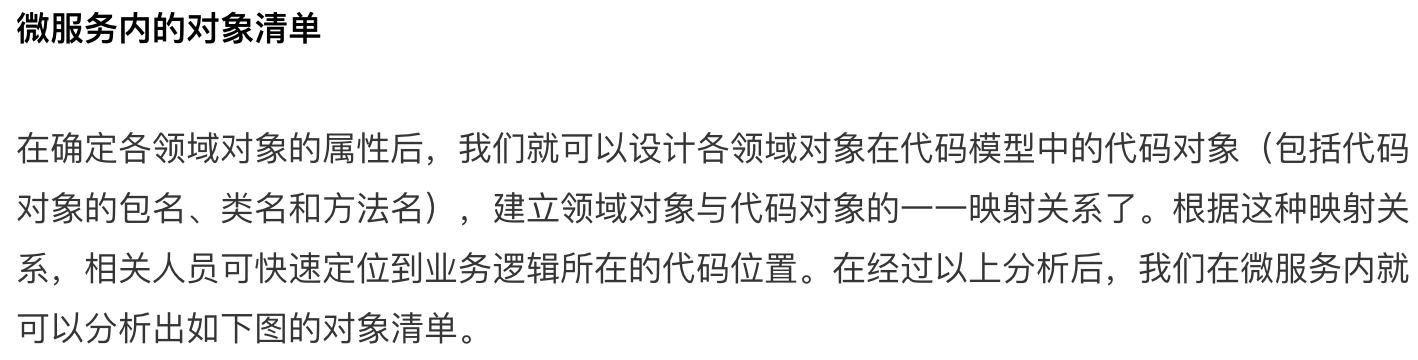 微服务内的对象清单
在确定各领域对象的属性后，我们就可以设计各领域对象在代码模型中的代码对象（包括代码
对象的包名、类名和方法名），建立领域对象与代码对象的一一映射关系了。根据这种映射关
系，相关人员可快速定位到业务逻辑所在的代码位置。在经过以上分析后，我们在微服务内就
可以分析出如下图的对象清单。